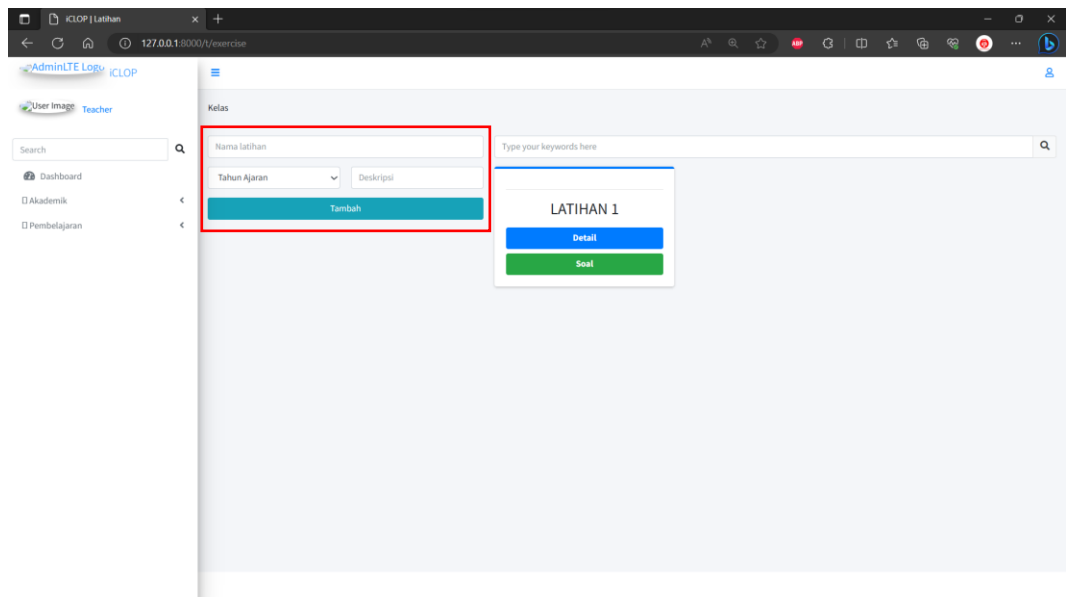 iCLOP | Latihan
127.0.0.1:8000/t/exercise
AdminLTE Logo iCLOP
User Image Teacher
Kelas
Search
Nama latihan
Type your keywords here
Dashboard
Tahun Ajaran
Deskripsi
Akademik
Tambah
LATIHAN 1
Pembelajaran
Detail
Soal
ABP